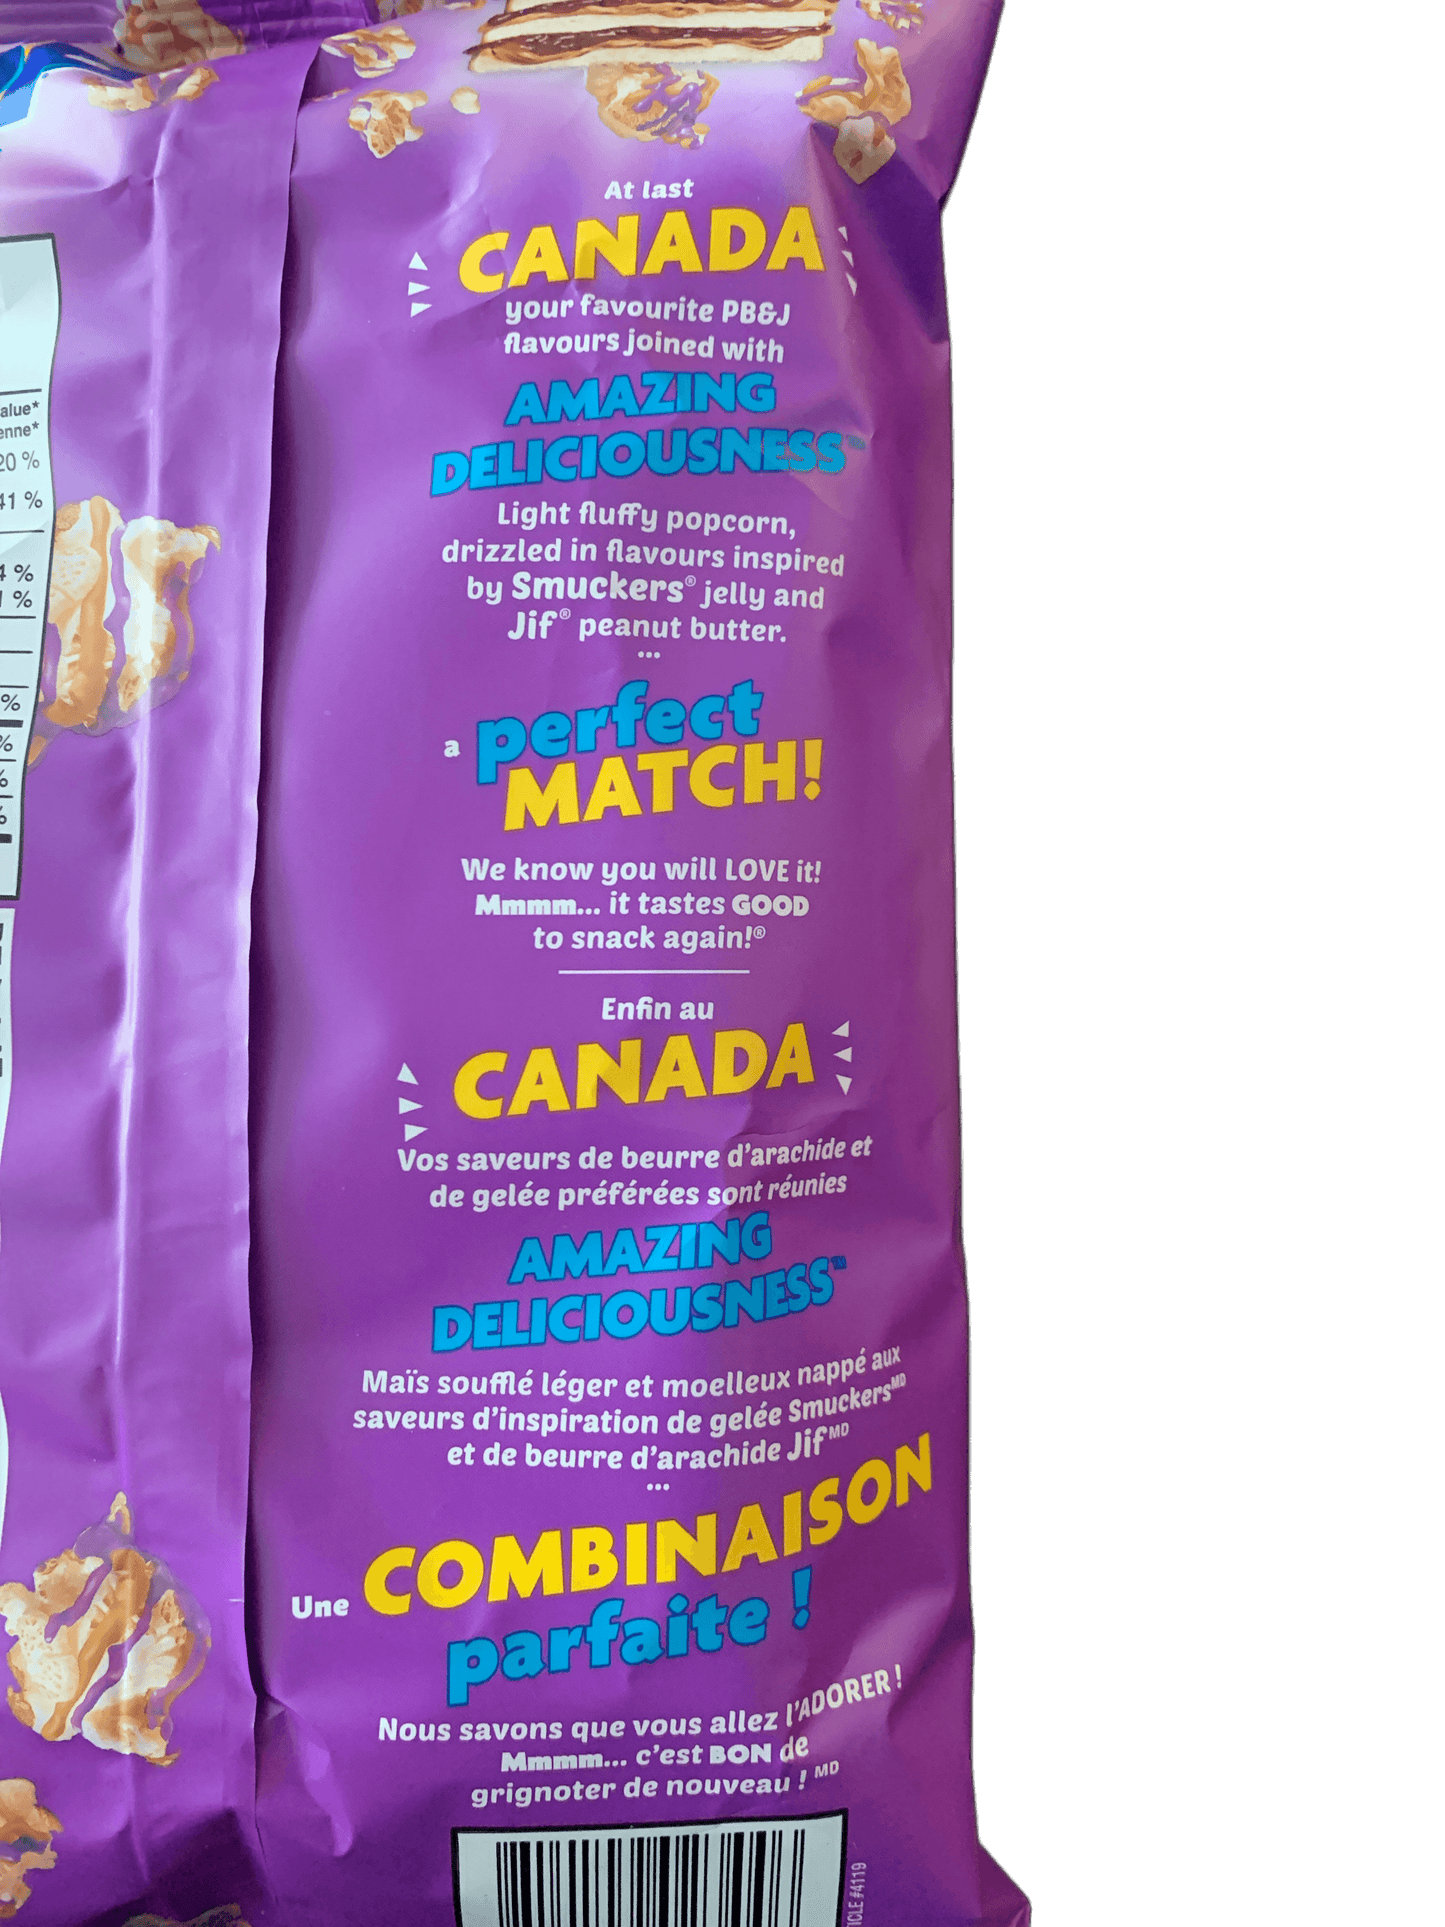 At last
CANADA
your favourite PB&J
flavours joined with
AMAZING
DELICIOUSNESS™
Light fluffy popcorn,
drizzled in flavours inspired
by Smuckers® jelly and
Jif® peanut butter.
...
a perfect
MATCH!
We know you will LOVE it!
Mmmm... it tastes GOOD
to snack again!®
Enfin au
CANADA
Vos saveurs de beurre d'arachide et
de gelée préférées sont réunies
AMAZING
DELICIOUSNESS™
Maïs soufflé léger et moelleux nappé aux
saveurs d'inspiration de gelée Smuckers MD
et de beurre d'arachide Jif MD
...
Une COMBINAISON
parfaite !
Nous savons que vous allez l'ADORER !
Mmmm... c'est BON de
grignoter de nouveau ! MD
#4119
20 %
%
%
%
%